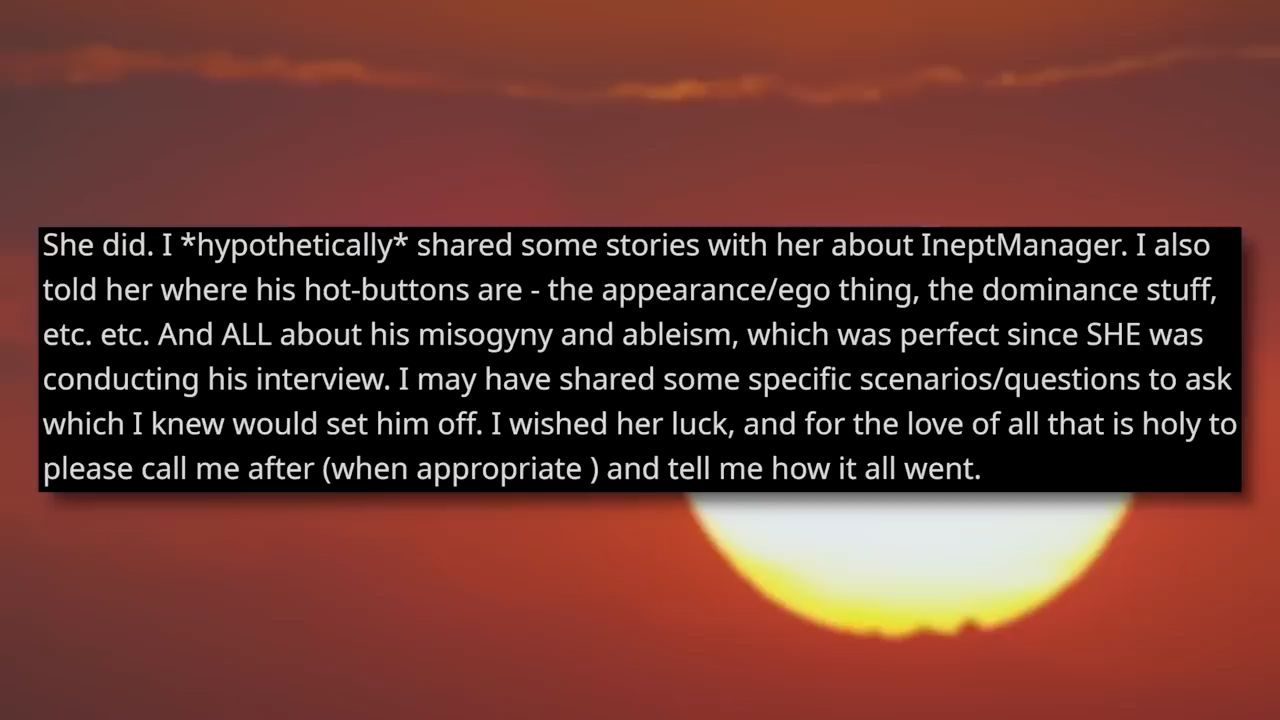 She did. I *hypothetically* shared some stories with her about IneptManager. I also
told her where his hot-buttons are - the appearance/ego thing, the dominance stuff,
etc. etc. And ALL about his misogyny and ableism, which was perfect since SHE was
conducting his interview. I may have shared some specific scenarios/questions to ask
which I knew would set him off. I wished her luck, and for the love of all that is holy to
please call me after (when appropriate ) and tell me how it all went.